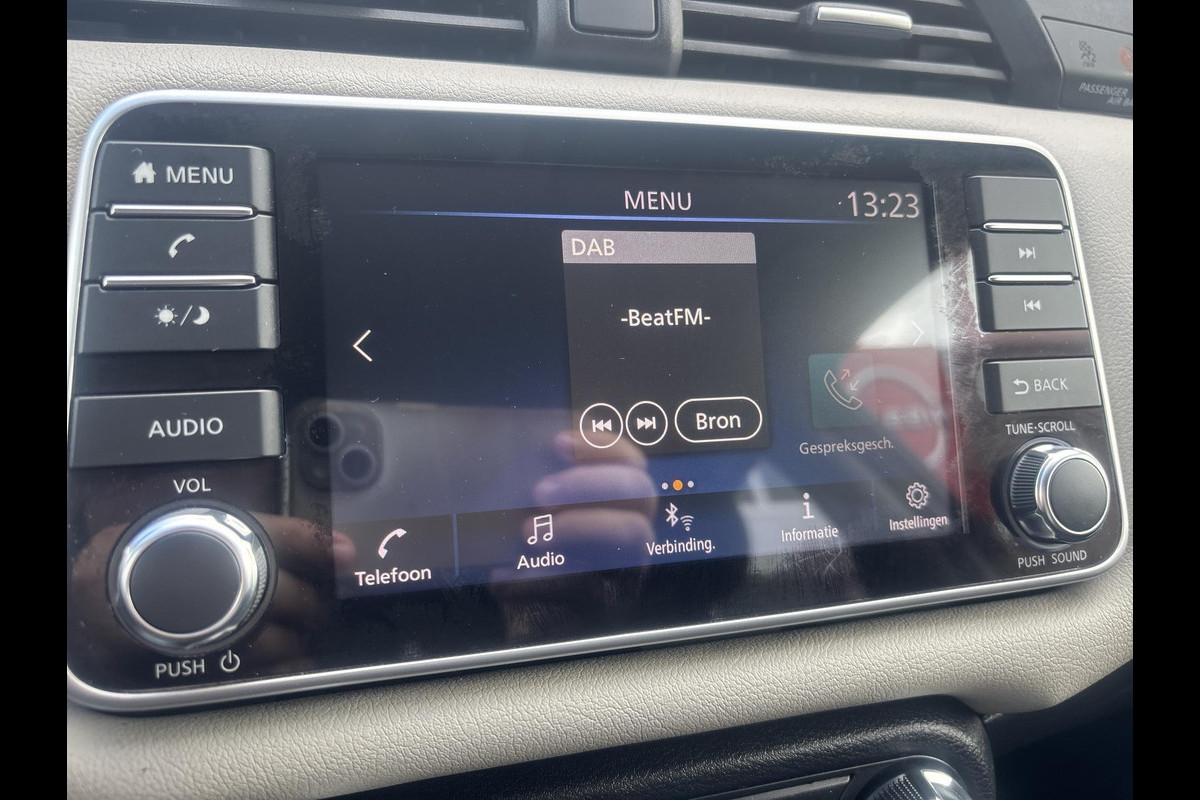 PASSENGER
AIR BA
MENU
MENU
13:23
DAB
-BeatFM-
Bron
BACK
AUDIO
TUNE·SCROLL
Gespreksgesch.
VOL
Telefoon
Audio
Verbinding.
Informatie
Instellingen
PUSH
PUSH SOUND